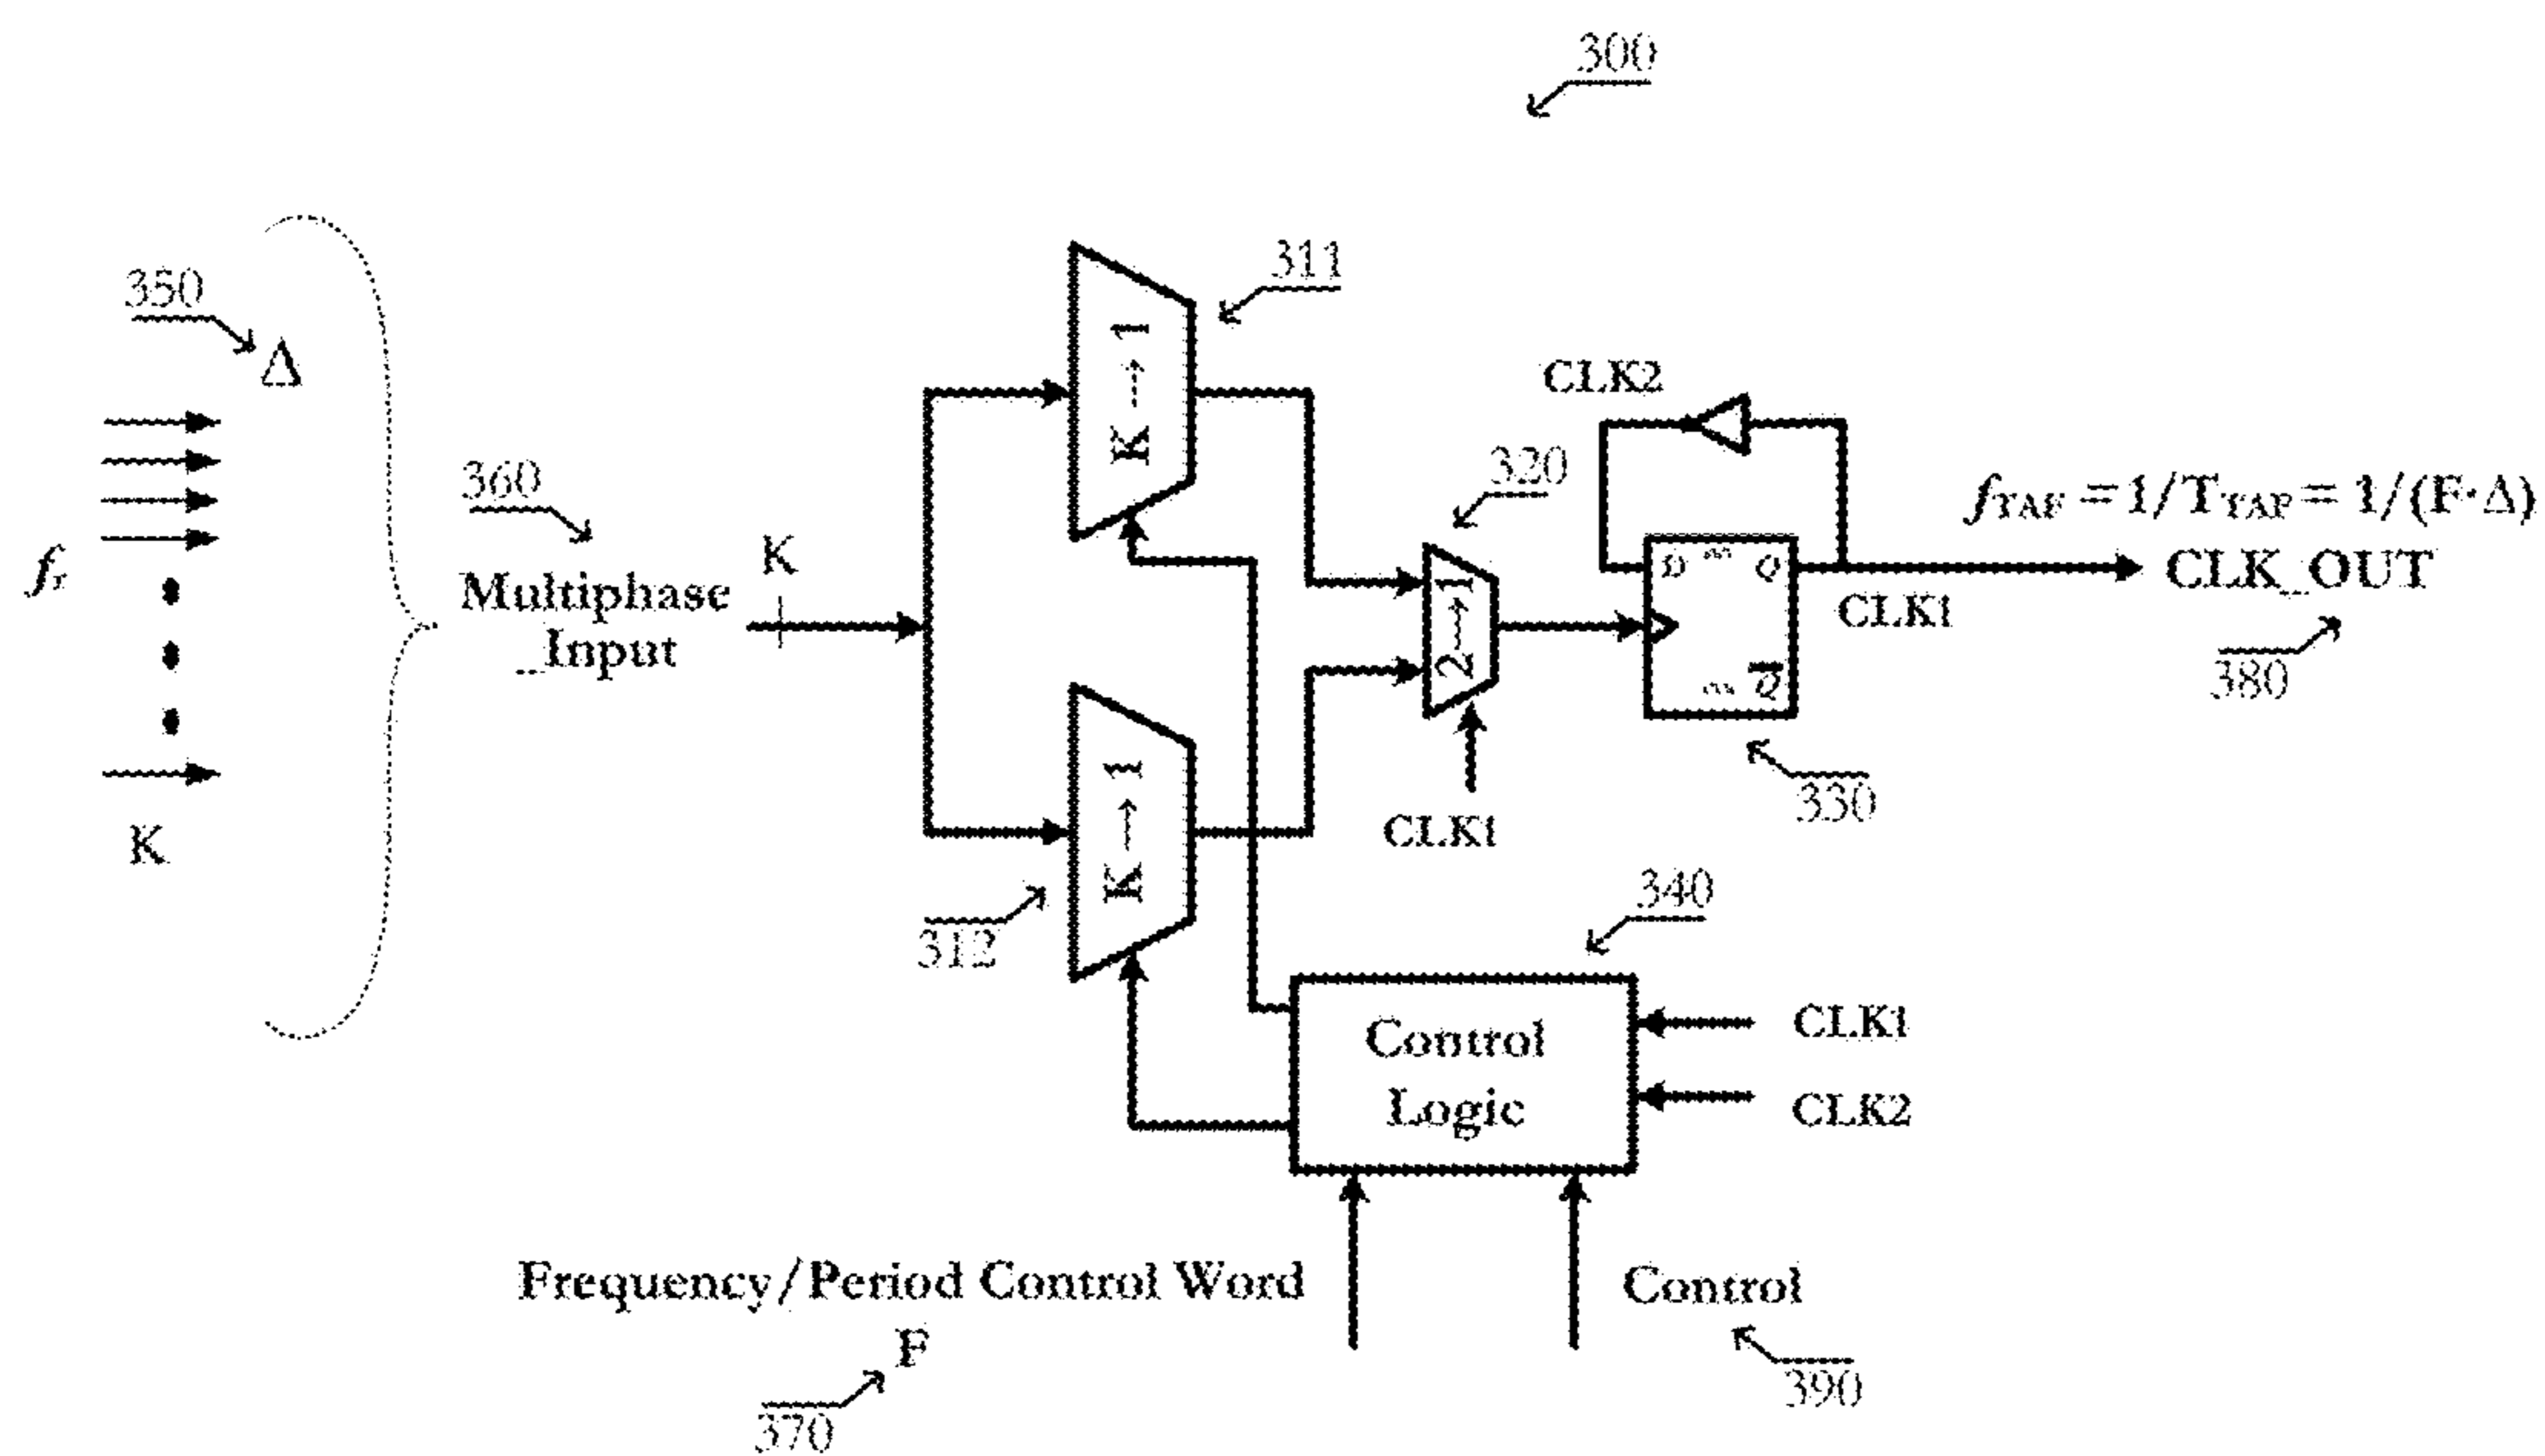 300
311
350
Δ
K → 1
CLK2
320
360
f_TAF = 1/T_TAF = 1/(F·Δ)
K
D
Q
CLK_OUT
f_r
Multiphase
_Input
2→1
CLK1
Q̅
380
330
K
K → 1
CLK1
340
312
Control
Logic
CLK1
CLK2
Frequency/Period Control Word
F
Control
390
370